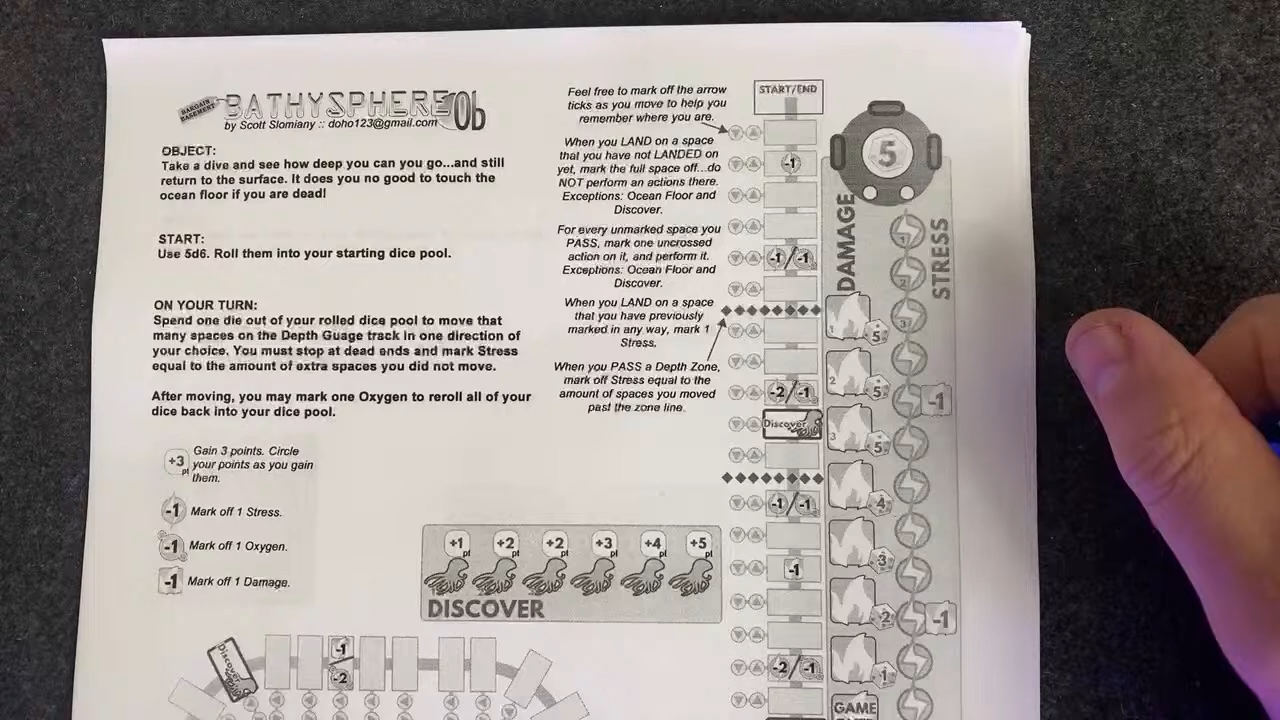 BARGAIN BASEMENT
BATHYSPHERE
by Scott Slomiany :: doho123@gmail.com
OBJECT:
Take a dive and see how deep you can you go...and still
return to the surface. It does you no good to touch the
ocean floor if you are dead!
START:
Use 5d6. Roll them into your starting dice pool.
ON YOUR TURN:
Spend one die out of your rolled dice pool to move that
many spaces on the Depth Guage track in one direction of
your choice. You must stop at dead ends and mark Stress
equal to the amount of extra spaces you did not move.
After moving, you may mark one Oxygen to reroll all of your
dice back into your dice pool.
+3 pt
Gain 3 points. Circle
your points as you gain
them.
-1 Mark off 1 Stress.
-1 Mark off 1 Oxygen.
-1 Mark off 1 Damage.
Feel free to mark off the arrow
ticks as you move to help you
remember where you are.
When you LAND on a space
that you have not LANDED on
yet, mark the full space off...do
NOT perform an actions there.
Exceptions: Ocean Floor and
Discover.
For every unmarked space you
PASS, mark one uncrossed
action on it, and perform it.
Exceptions: Ocean Floor and
Discover.
When you LAND on a space
that you have previously
marked in any way, mark 1
Stress.
When you PASS a Depth Zone,
mark off Stress equal to the
amount of spaces you moved
past the zone line.
+1 pt +2 pt +2 pt +3 pt +4 pt +5 pt
DISCOVER
Discover
-1
-2
START/END
-1
-1/-1
-2/-1
Discover
-1/-1
-1
-2/-1
5
DAMAGE
1 5
2 5
3 5
4
3
2
1
GAME
STRESS
1
2
3
-1
-1